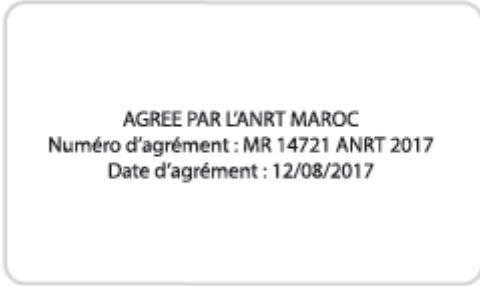 AGREE PAR L'ANRT MAROC
Numéro d'agrément : MR 14721 ANRT 2017
Date d'agrément : 12/08/2017